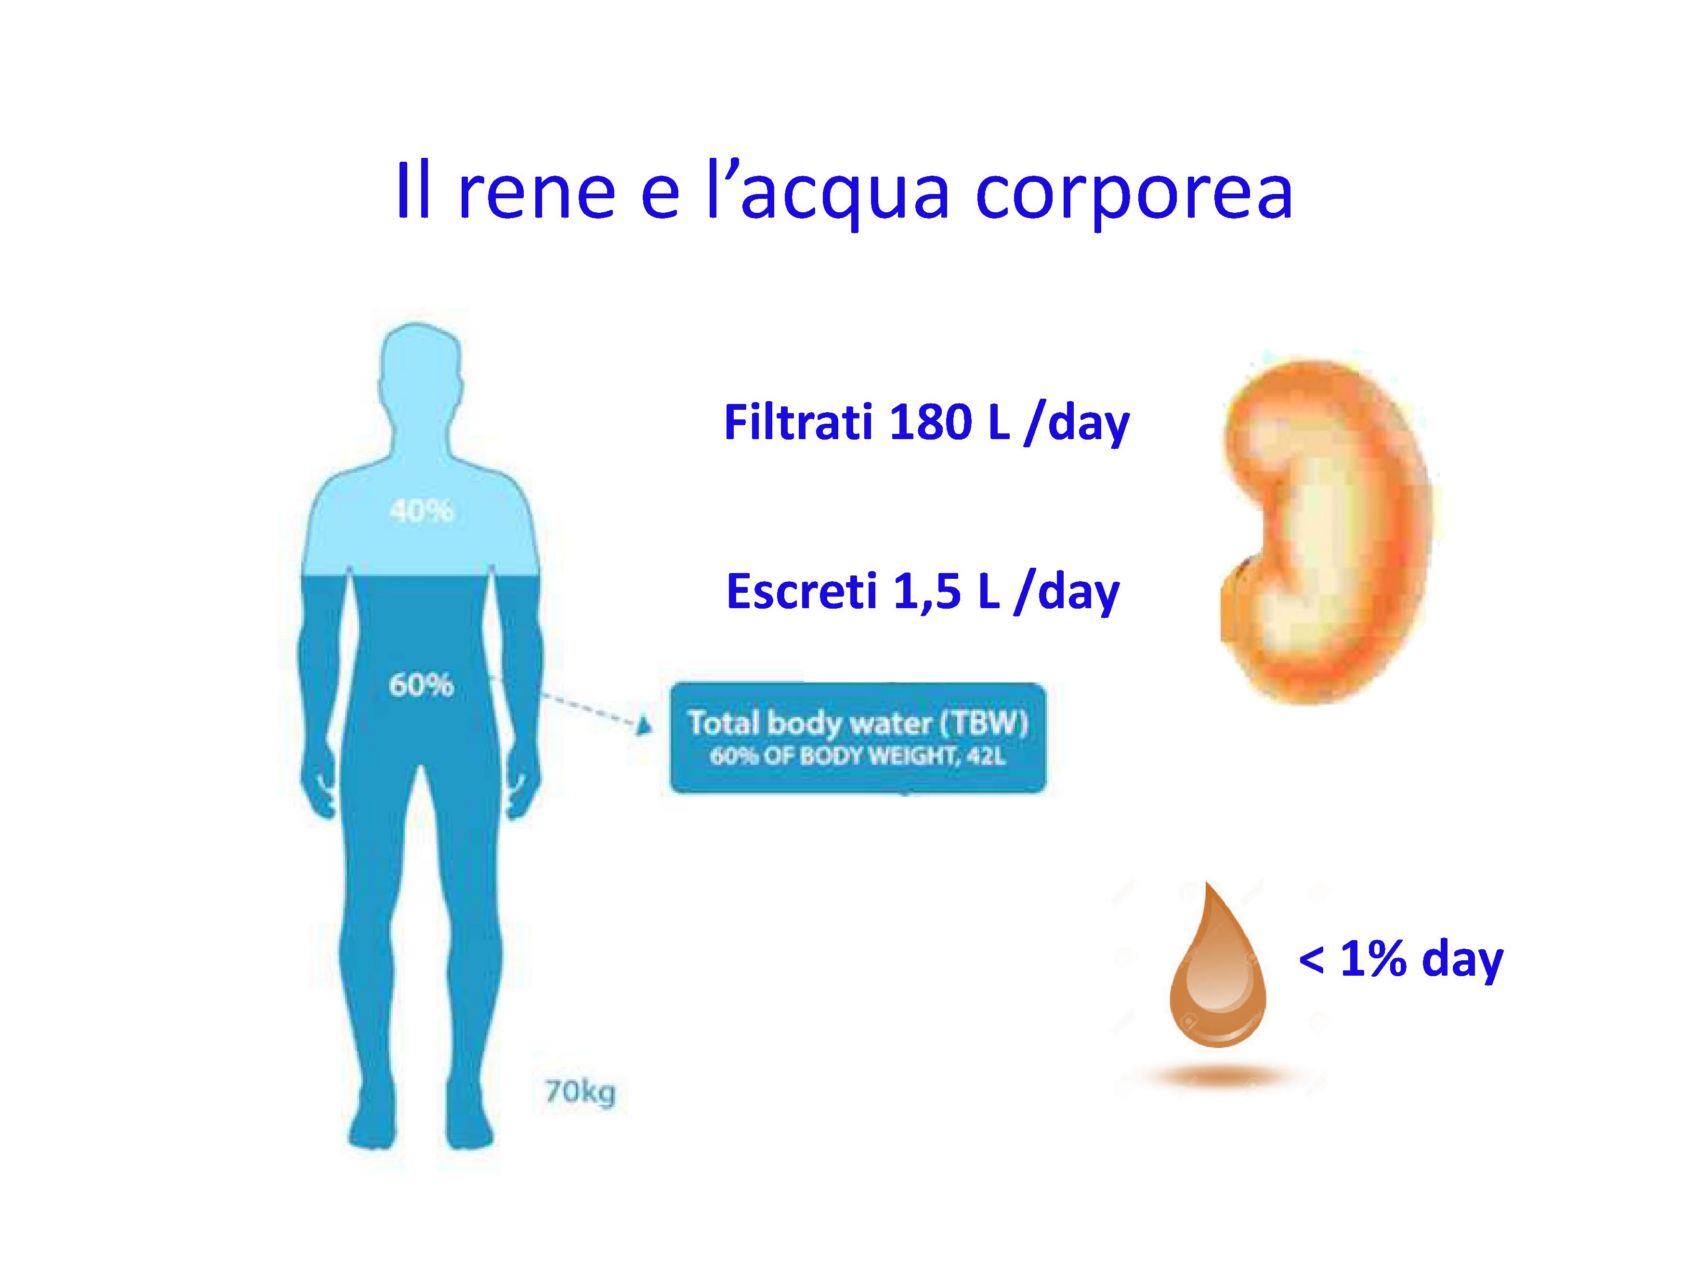 Il rene e l’acqua corporea
Filtrati 180 L /day
40%
Escreti 1,5 L /day
60%
Total body water (TBW)
60% OF BODY WEIGHT, 42L
< 1% day
70kg